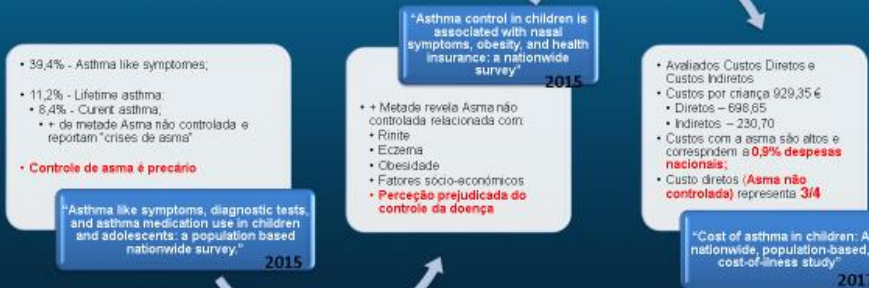 • 39,4% - Asthma like symptomes;
• 11,2% - Lifetime asthma:
• 8,4% - Curent asthma;
• + de metade Asma não controlada e
reportam "crises de asma"
• Controle de asma é precário
"Asthma like symptoms, diagnostic tests,
and asthma medication use in children
and adolescents: a population based
nationwide survey."
2015
"Asthma control in children is
associated with nasal
symptoms, obesity, and health
insurance: a nationwide
survey"
2015
• + Metade revela Asma não
controlada relacionada com:
• Rinite
• Eczema
• Obesidade
• Fatores sócio-económicos
• Perceção prejudicada do
controle da doença
• Avaliados Custos Diretos e
Custos Indiretos
• Custos por criança 929,35 €
• Diretos – 698,65
• Indiretos – 230,70
• Custos com a asma são altos e
correspndem a 0,9% despesas
nacionais;
• Custo diretos (Asma não
controlada) representa 3/4
"Cost of asthma in children: A
nationwide, population-based,
cost-of-ilness study"
2017